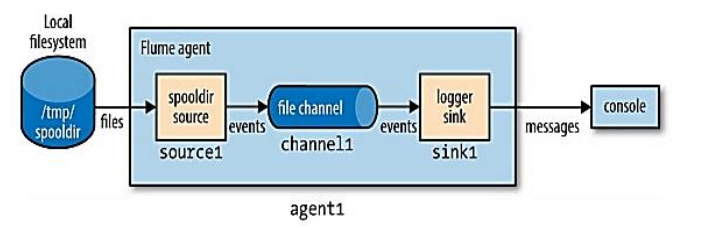 Local
filesystem
/tmp/
spooldir
files
Flume agent
spooldir
source
source1
events
file channel
channel1
events
logger
sink
sink1
messages
console
agent1